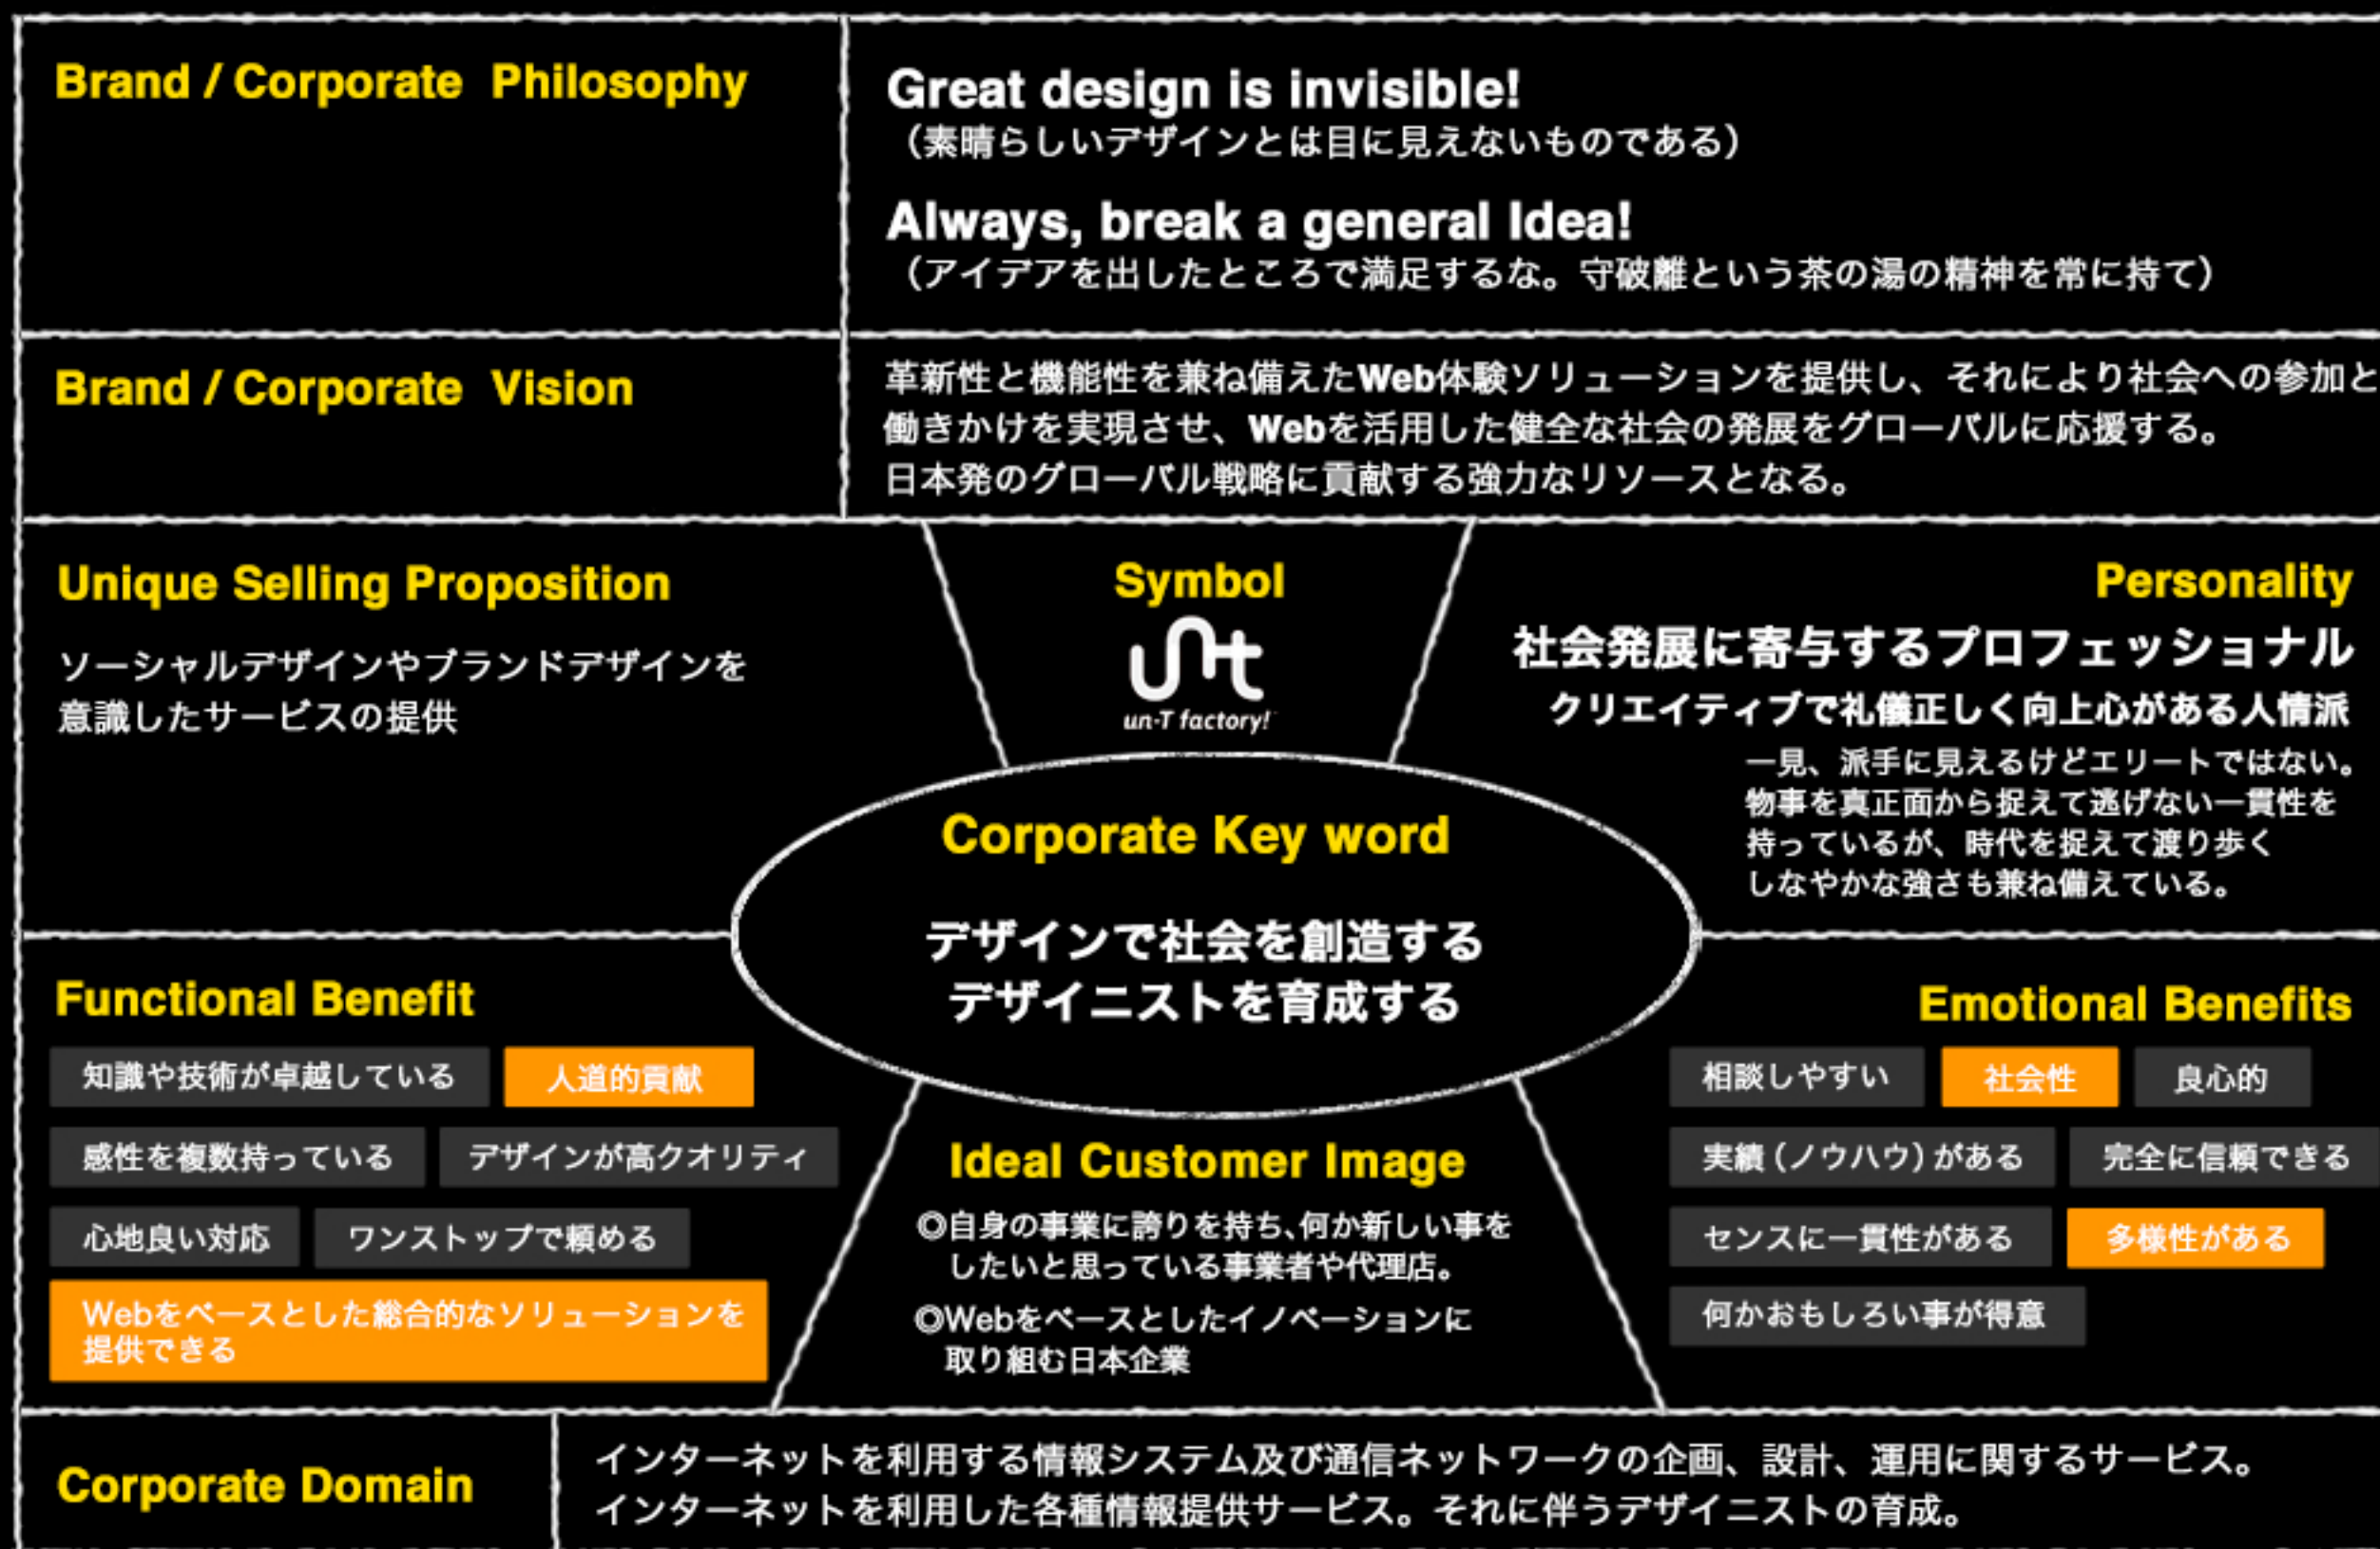 Brand / Corporate Philosophy
Great design is invisible!
（素晴らしいデザインとは目に見えないものである）
Always, break a general Idea!
（アイデアを出したところで満足するな。守破離という茶の湯の精神を常に持て）
Brand / Corporate Vision
革新性と機能性を兼ね備えたWeb体験ソリューションを提供し、それにより社会への参加と
働きかけを実現させ、Webを活用した健全な社会の発展をグローバルに応援する。
日本発のグローバル戦略に貢献する強力なリソースとなる。
Unique Selling Proposition
ソーシャルデザインやブランドデザインを
意識したサービスの提供
Symbol
un-t
un-T factory!
Personality
社会発展に寄与するプロフェッショナル
クリエイティブで礼儀正しく向上心がある人情派
一見、派手に見えるけどエリートではない。
物事を真正面から捉えて逃げない一貫性を
持っているが、時代を捉えて渡り歩く
しなやかな強さも兼ね備えている。
Corporate Key word
デザインで社会を創造する
デザイニストを育成する
Functional Benefit
知識や技術が卓越している
人道的貢献
感性を複数持っている
デザインが高クオリティ
心地良い対応
ワンストップで頼める
Webをベースとした総合的なソリューションを
提供できる
Ideal Customer Image
◎自身の事業に誇りを持ち、何か新しい事を
したいと思っている事業者や代理店。
◎Webをベースとしたイノベーションに
取り組む日本企業
Emotional Benefits
相談しやすい
社会性
良心的
実績（ノウハウ）がある
完全に信頼できる
センスに一貫性がある
多様性がある
何かおもしろい事が得意
Corporate Domain
インターネットを利用する情報システム及び通信ネットワークの企画、設計、運用に関するサービス。
インターネットを利用した各種情報提供サービス。それに伴うデザイニストの育成。